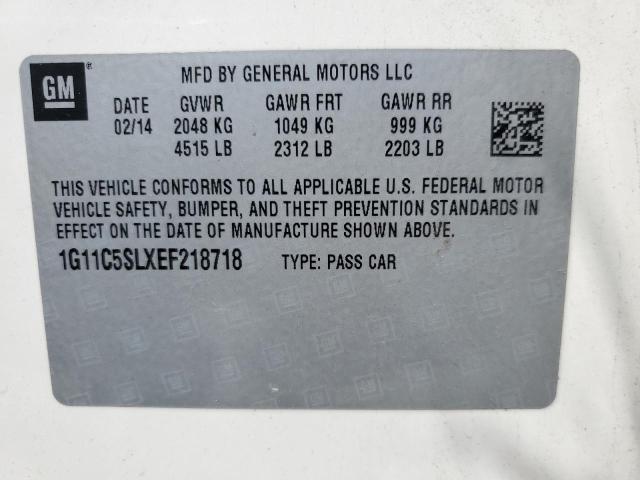 GM®
MFD BY GENERAL MOTORS LLC
DATE GVWR GAWR FRT GAWR RR
02/14 2048 KG 1049 KG 999 KG
4515 LB 2312 LB 2203 LB
THIS VEHICLE CONFORMS TO ALL APPLICABLE U.S. FEDERAL MOTOR
VEHICLE SAFETY, BUMPER, AND THEFT PREVENTION STANDARDS IN
EFFECT ON THE DATE OF MANUFACTURE SHOWN ABOVE.
1G11C5SLXEF218718 TYPE: PASS CAR